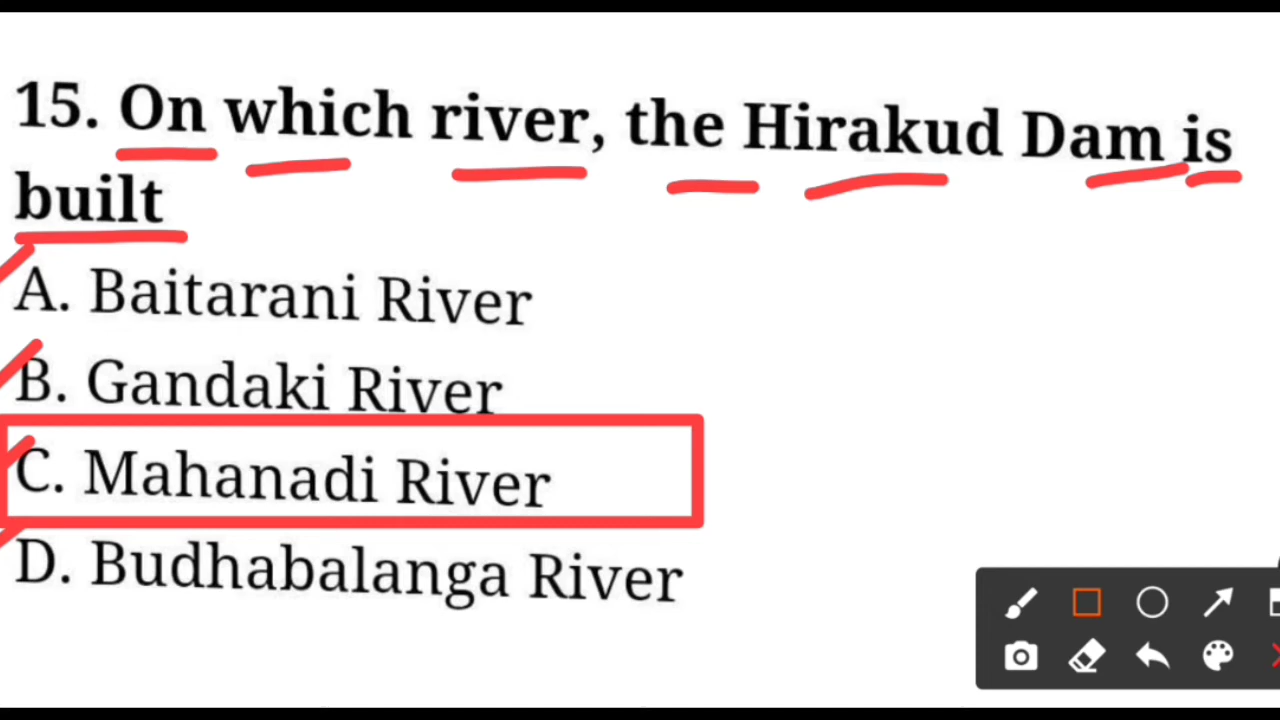 15. On which river, the Hirakud Dam is
built
A. Baitarani River
B. Gandaki River
C. Mahanadi River
D. Budhabalanga River